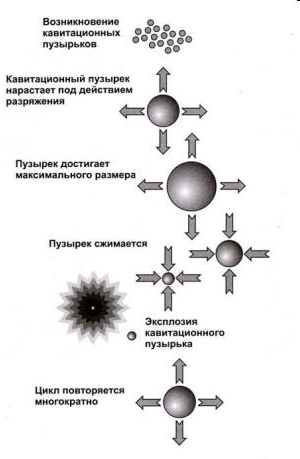 Возникновение
кавитационных
пузырьков
Кавитационный пузырек
нарастает под действием
разряжения
Пузырек достигает
максимального размера
Пузырек сжимается
Эксплозия
кавитационного
пузырька
Цикл повторяется
многократно